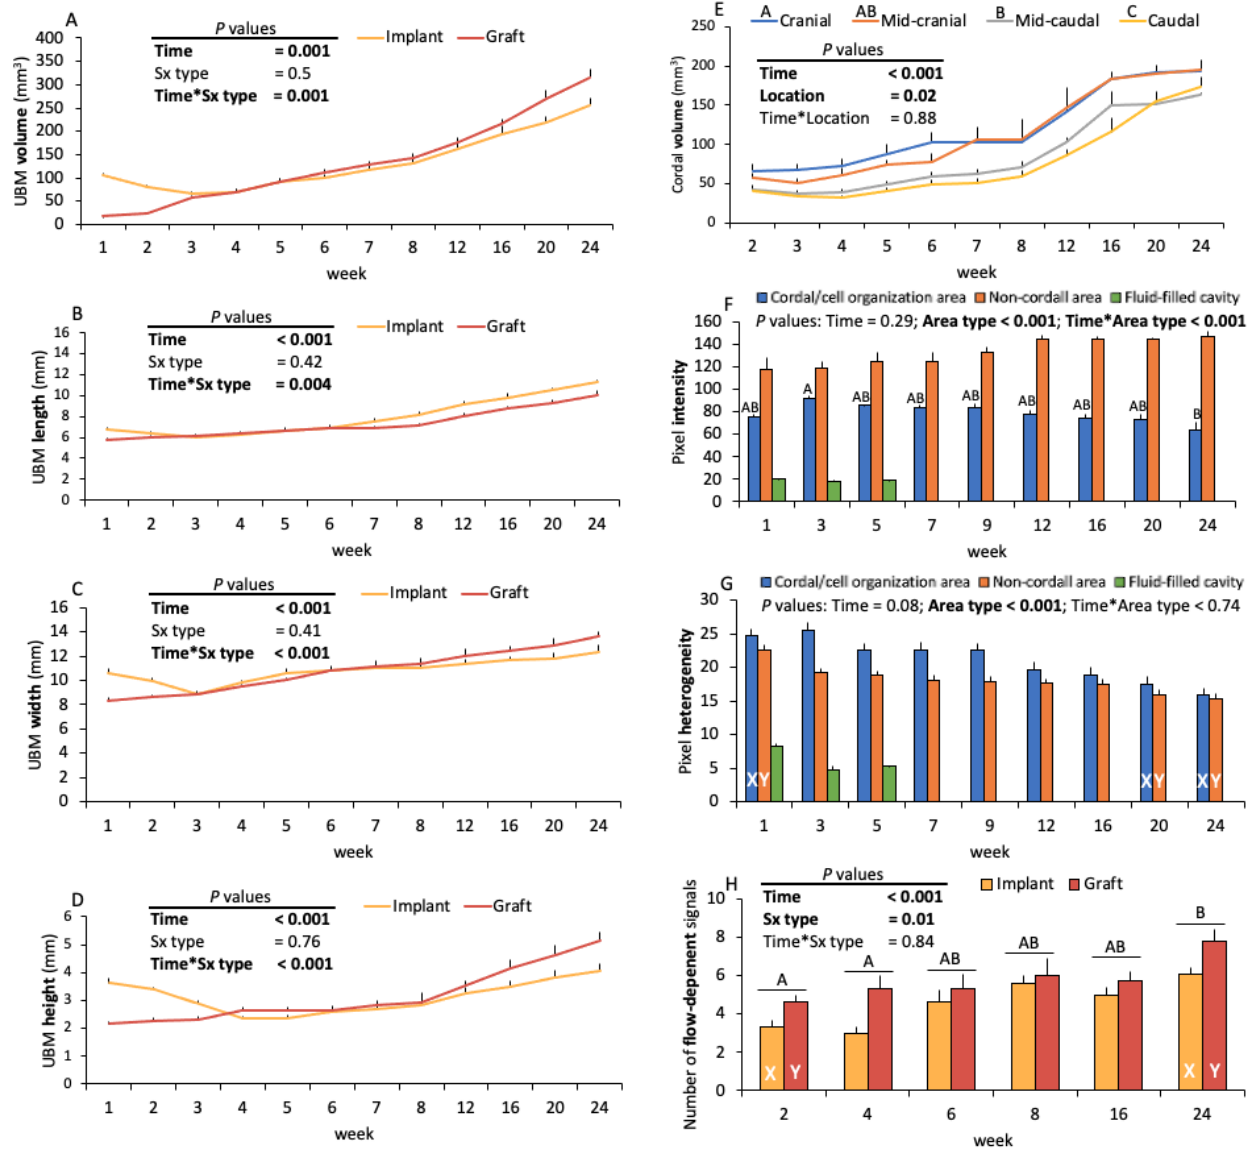 A
P values
Time = 0.001
Sx type = 0.5
Time*Sx type = 0.001
Implant Graft
UBM volume (mm³)
400
350
300
250
200
150
100
50
0
1 2 3 4 5 6 7 8 12 16 20 24
week
B
P values
Time < 0.001
Sx type = 0.42
Time*Sx type = 0.004
Implant Graft
UBM length (mm)
16
14
12
10
8
6
4
2
0
1 2 3 4 5 6 7 8 12 16 20 24
week
C
P values
Time < 0.001
Sx type = 0.41
Time*Sx type < 0.001
Implant Graft
UBM width (mm)
16
14
12
10
8
6
4
2
0
1 2 3 4 5 6 7 8 12 16 20 24
week
D
P values
Time < 0.001
Sx type = 0.76
Time*Sx type < 0.001
Implant Graft
UBM height (mm)
6
5
4
3
2
1
0
1 2 3 4 5 6 7 8 12 16 20 24
week
E
A AB B C
Cranial Mid-cranial Mid-caudal Caudal
P values
Time < 0.001
Location = 0.02
Time*Location = 0.88
Cordal volume (mm³)
250
200
150
100
50
0
2 3 4 5 6 7 8 12 16 20 24
week
F
Cordal/cell organization area Non-cordall area Fluid-filled cavity
P values: Time = 0.29; Area type < 0.001; Time*Area type < 0.001
Pixel intensity
160
140
120
100
80
60
40
20
0
AB A AB AB AB AB AB AB B
1 3 5 7 9 12 16 20 24
week
G
Cordal/cell organization area Non-cordall area Fluid-filled cavity
P values: Time = 0.08; Area type < 0.001; Time*Area type < 0.74
Pixel heterogeneity
30
25
20
15
10
5
0
X Y X Y X Y
1 3 5 7 9 12 16 20 24
week
H
P values
Time < 0.001
Sx type = 0.01
Time*Sx type = 0.84
Implant Graft
Number of flow-depenent signals
10
8
6
4
2
0
A A AB AB AB B
X Y X Y
2 4 6 8 16 24
week